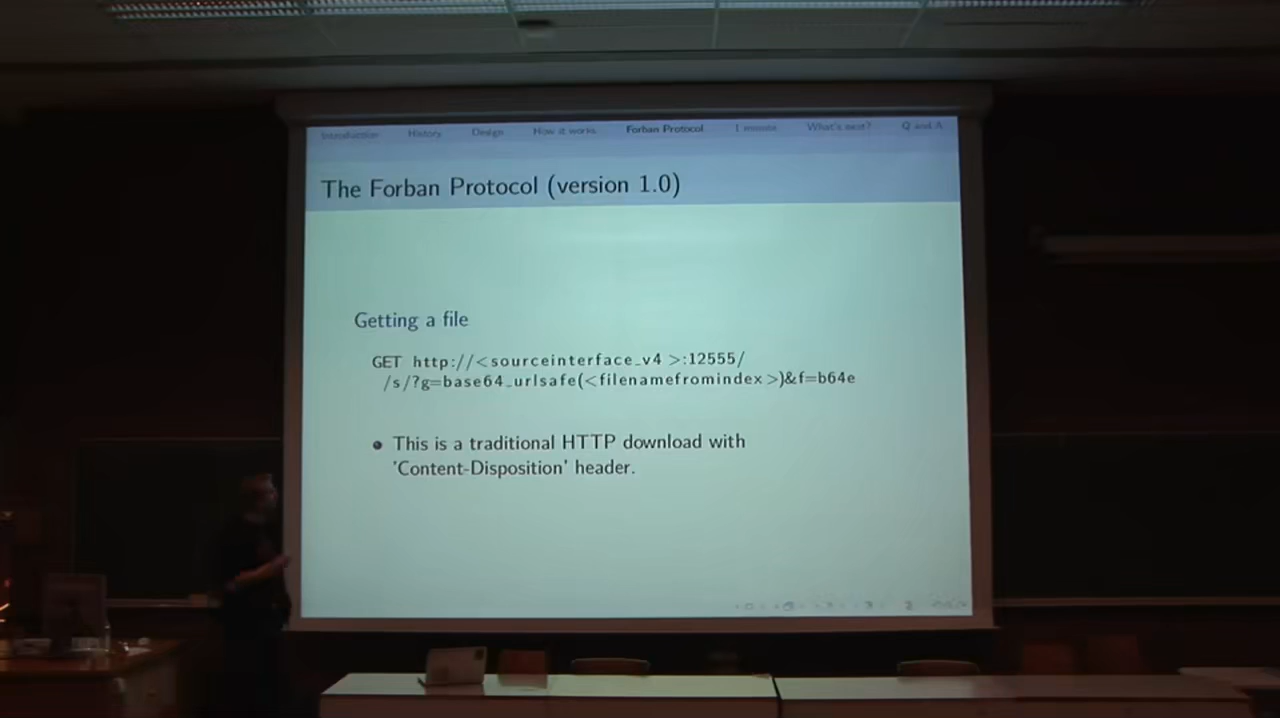 Introduction History Design How it works Forban Protocol 1 minute What's next? Q and A
The Forban Protocol (version 1.0)
Getting a file
GET http://<sourceinterface_v4 >:12555/
/s/?g=base64_urlsafe(<filenamefromindex >)&f=b64e
This is a traditional HTTP download with
'Content-Disposition' header.